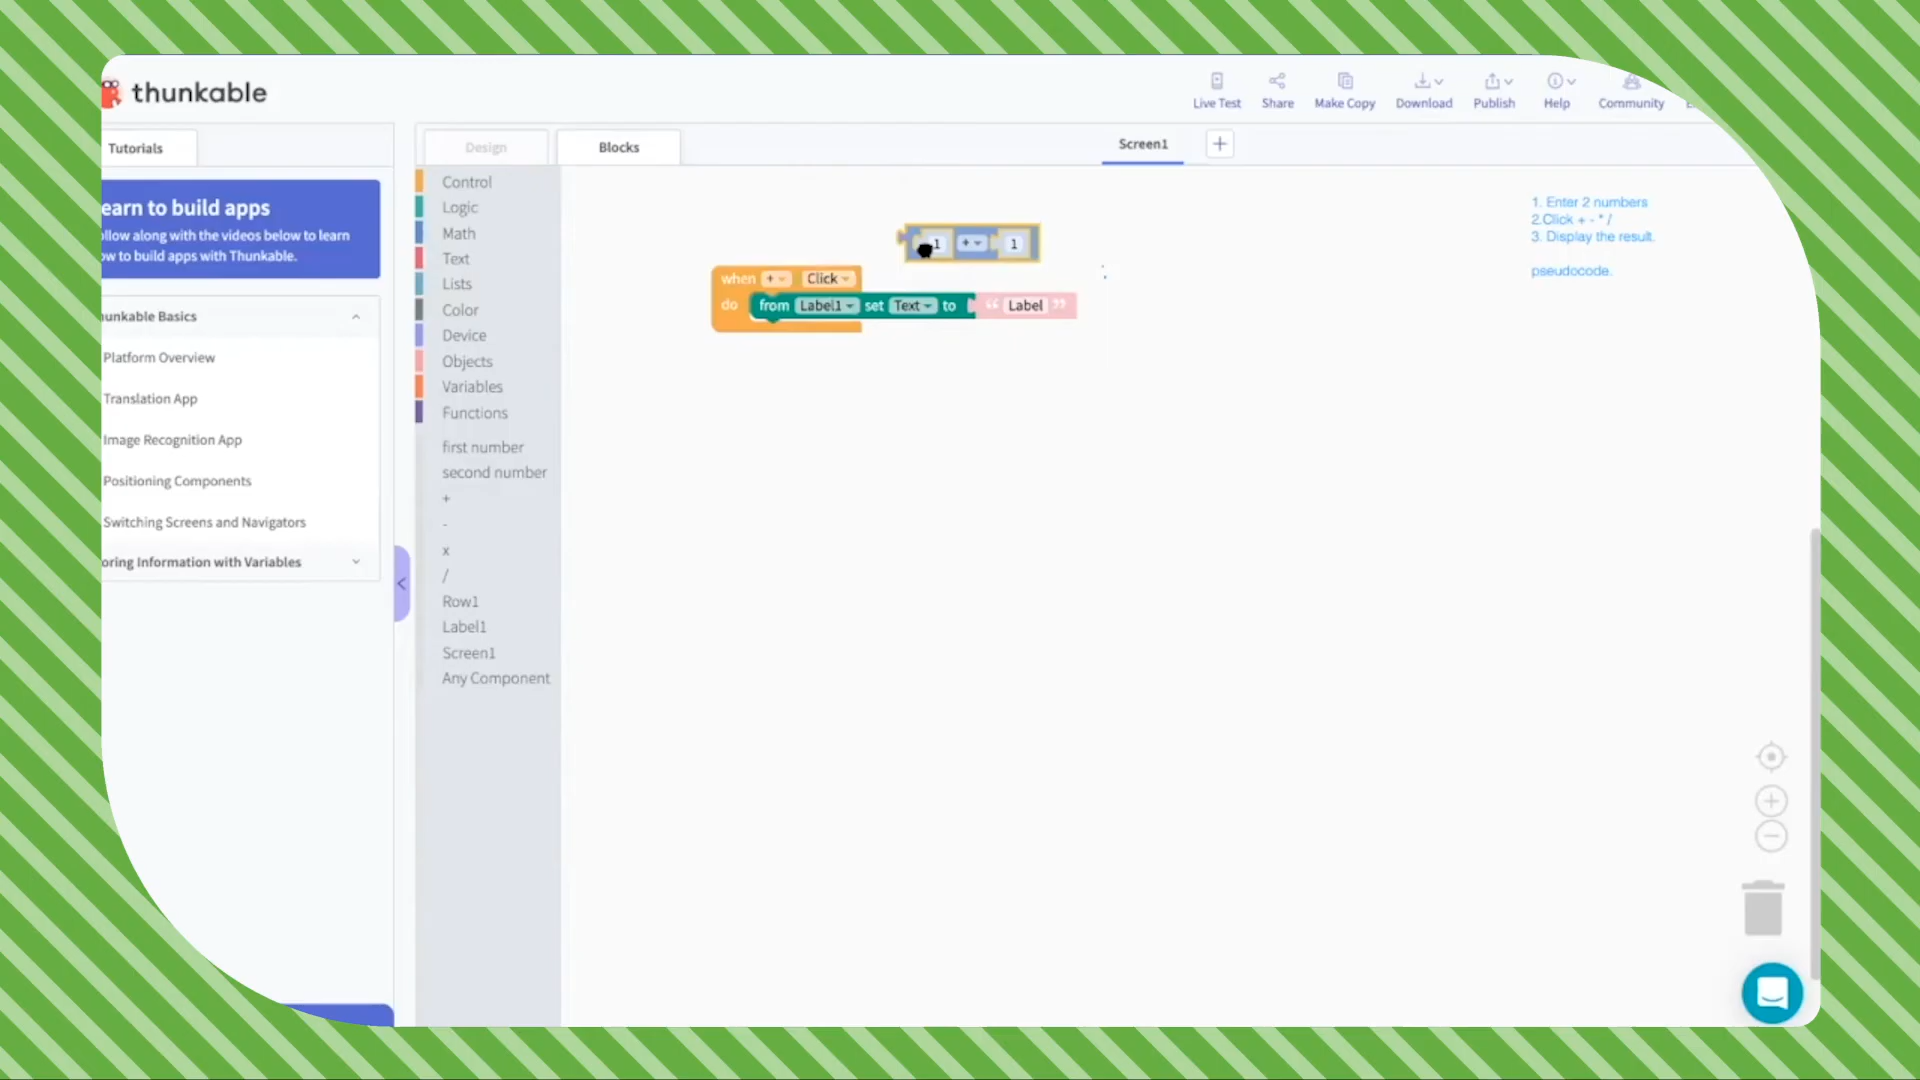 thunkable
Live Test
Share
Make Copy
Download
Publish
Help
Community
Tutorials
Design
Blocks
Screen1
earn to build apps
ollow along with the videos below to learn
ow to build apps with Thunkable.
unkable Basics
Platform Overview
Translation App
Image Recognition App
Positioning Components
Switching Screens and Navigators
oring Information with Variables
Control
Logic
Math
Text
Lists
Color
Device
Objects
Variables
Functions
first number
second number
+
-
x
/
Row1
Label1
Screen1
Any Component
1 + 1
when + Click
do from Label1 set Text to “ Label ”
1. Enter 2 numbers
2.Click + - * /
3. Display the result.
pseudocode.